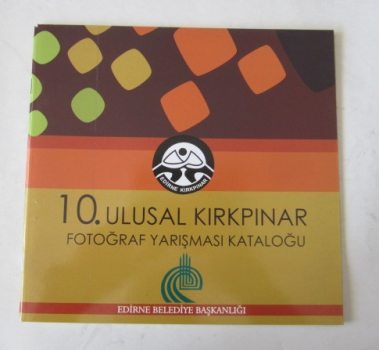 EDİRNE KIRKPINAR
10. ULUSAL KIRKPINAR
FOTOĞRAF YARIŞMASI KATALOĞU
EDİRNE BELEDİYE BAŞKANLIĞI